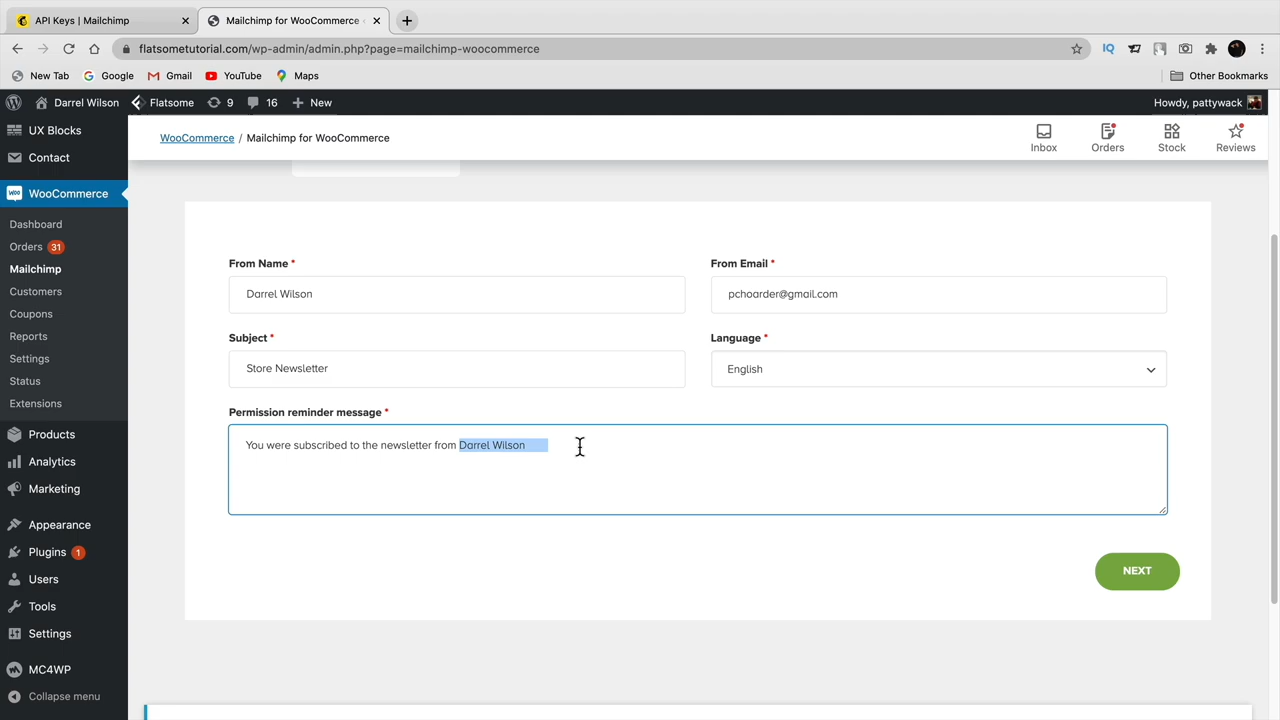 API Keys | Mailchimp
Mailchimp for WooCommerce
flatsometutorial.com/wp-admin/admin.php?page=mailchimp-woocommerce
IQ
New Tab
Google
Gmail
YouTube
Maps
Other Bookmarks
Darrel Wilson
Flatsome
9
16
New
Howdy, pattywack
UX Blocks
Contact
WooCommerce
Dashboard
Orders 31
Mailchimp
Customers
Coupons
Reports
Settings
Status
Extensions
Products
Analytics
Marketing
Appearance
Plugins 1
Users
Tools
Settings
MC4WP
Collapse menu
WooCommerce / Mailchimp for WooCommerce
Inbox
Orders
Stock
Reviews
From Name *
Darrel Wilson
From Email *
pchoarder@gmail.com
Subject *
Store Newsletter
Language *
English
Permission reminder message *
You were subscribed to the newsletter from Darrel Wilson
NEXT